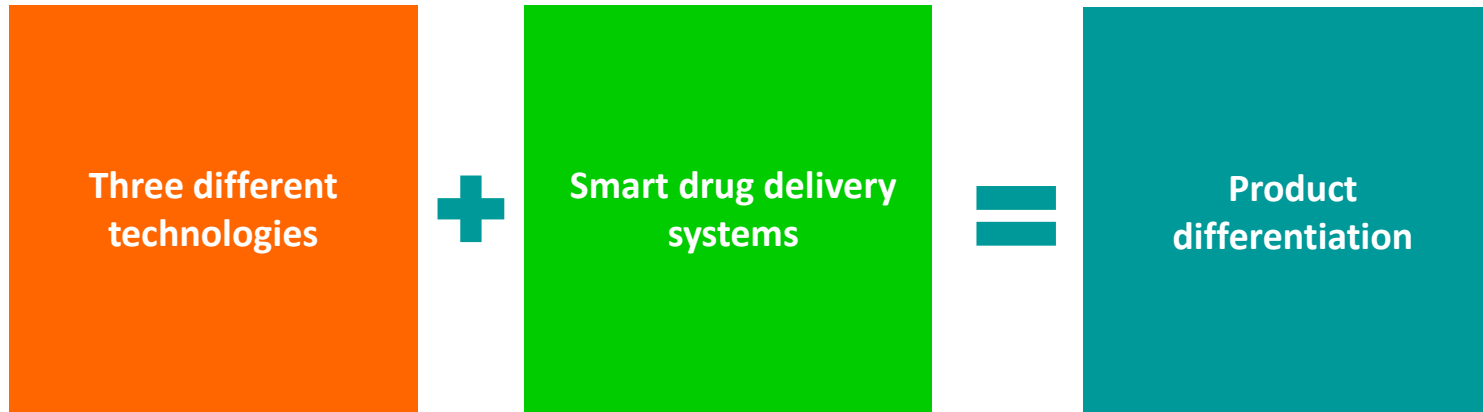 Three different
technologies
Smart drug delivery
systems
Product
differentiation